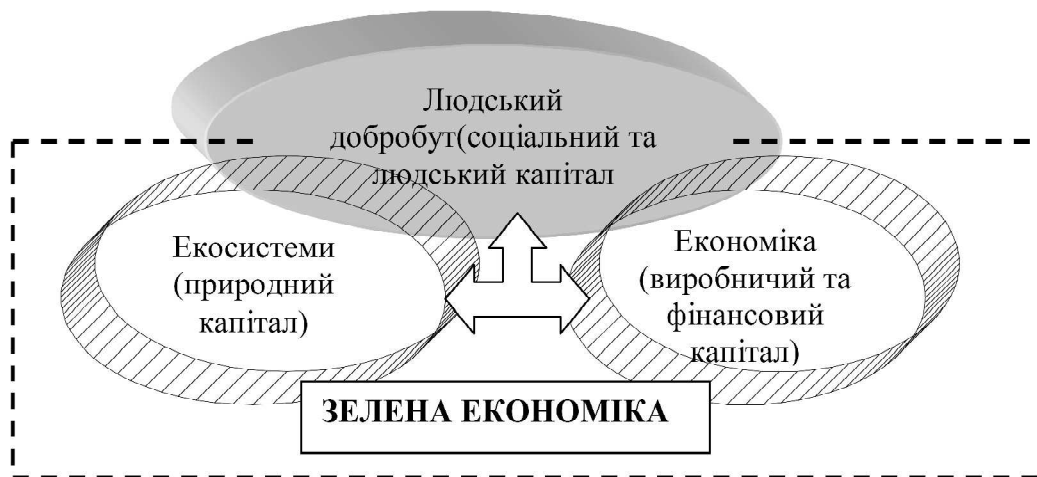 Людський
добробут(соціальний та
людський капітал
Екосистеми
(природний
капітал)
Економіка
(виробничий та
фінансовий
капітал)
ЗЕЛЕНА ЕКОНОМІКА